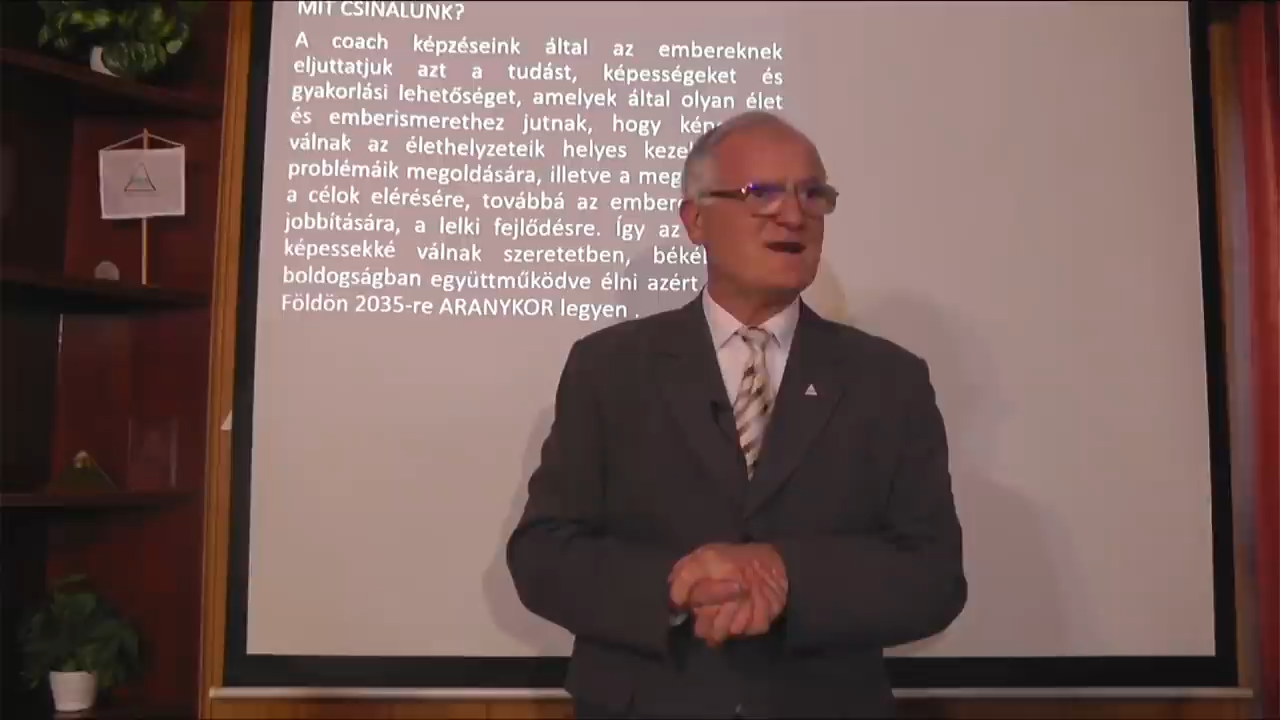 MIT CSINÁLUNK?
A coach képzéseink által az embereknek
eljuttatjuk azt a tudást, képességeket és
gyakorlási lehetőséget, amelyek által olyan élet
és emberismerethez jutnak, hogy
válnak az élethelyzeteik helyes
problémáik megoldására, illetve a
a célok elérésére, továbbá az
jobbítására, a lelki fejlődésre. Így az
képessekké válnak szeretetben,
boldogságban együttműködve élni azért
Földön 2035-re ARANYKOR legyen .